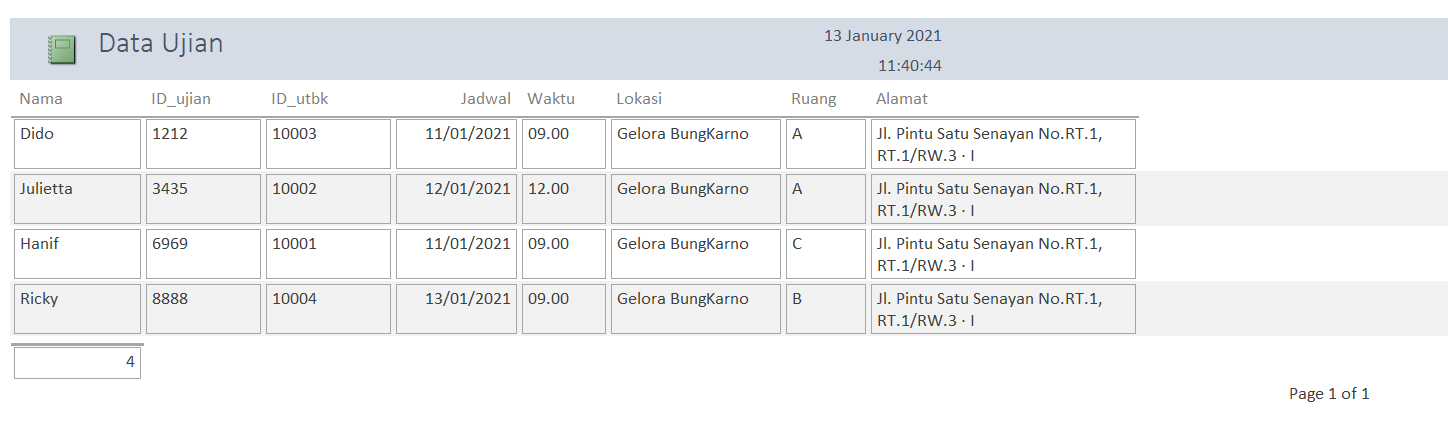 Data Ujian
13 January 2021
11:40:44
Nama ID_ujian ID_utbk Jadwal Waktu Lokasi Ruang Alamat
Dido 1212 10003 11/01/2021 09.00 Gelora BungKarno A Jl. Pintu Satu Senayan No.RT.1,
RT.1/RW.3 · I
Julietta 3435 10002 12/01/2021 12.00 Gelora BungKarno A Jl. Pintu Satu Senayan No.RT.1,
RT.1/RW.3 · I
Hanif 6969 10001 11/01/2021 09.00 Gelora BungKarno C Jl. Pintu Satu Senayan No.RT.1,
RT.1/RW.3 · I
Ricky 8888 10004 13/01/2021 09.00 Gelora BungKarno B Jl. Pintu Satu Senayan No.RT.1,
RT.1/RW.3 · I
4
Page 1 of 1